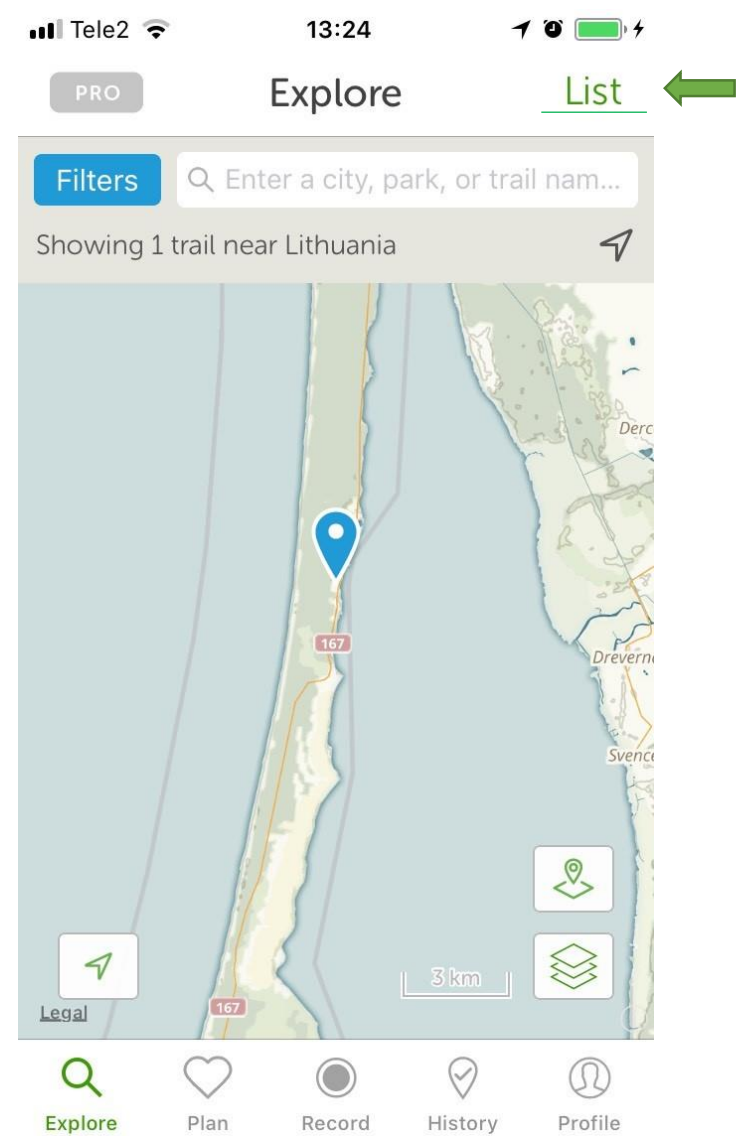 Tele2 13:24
PRO Explore List
Filters Enter a city, park, or trail nam...
Showing 1 trail near Lithuania
Derc
167
Drevern
Svence
3 km
Legal
167
Explore Plan Record History Profile